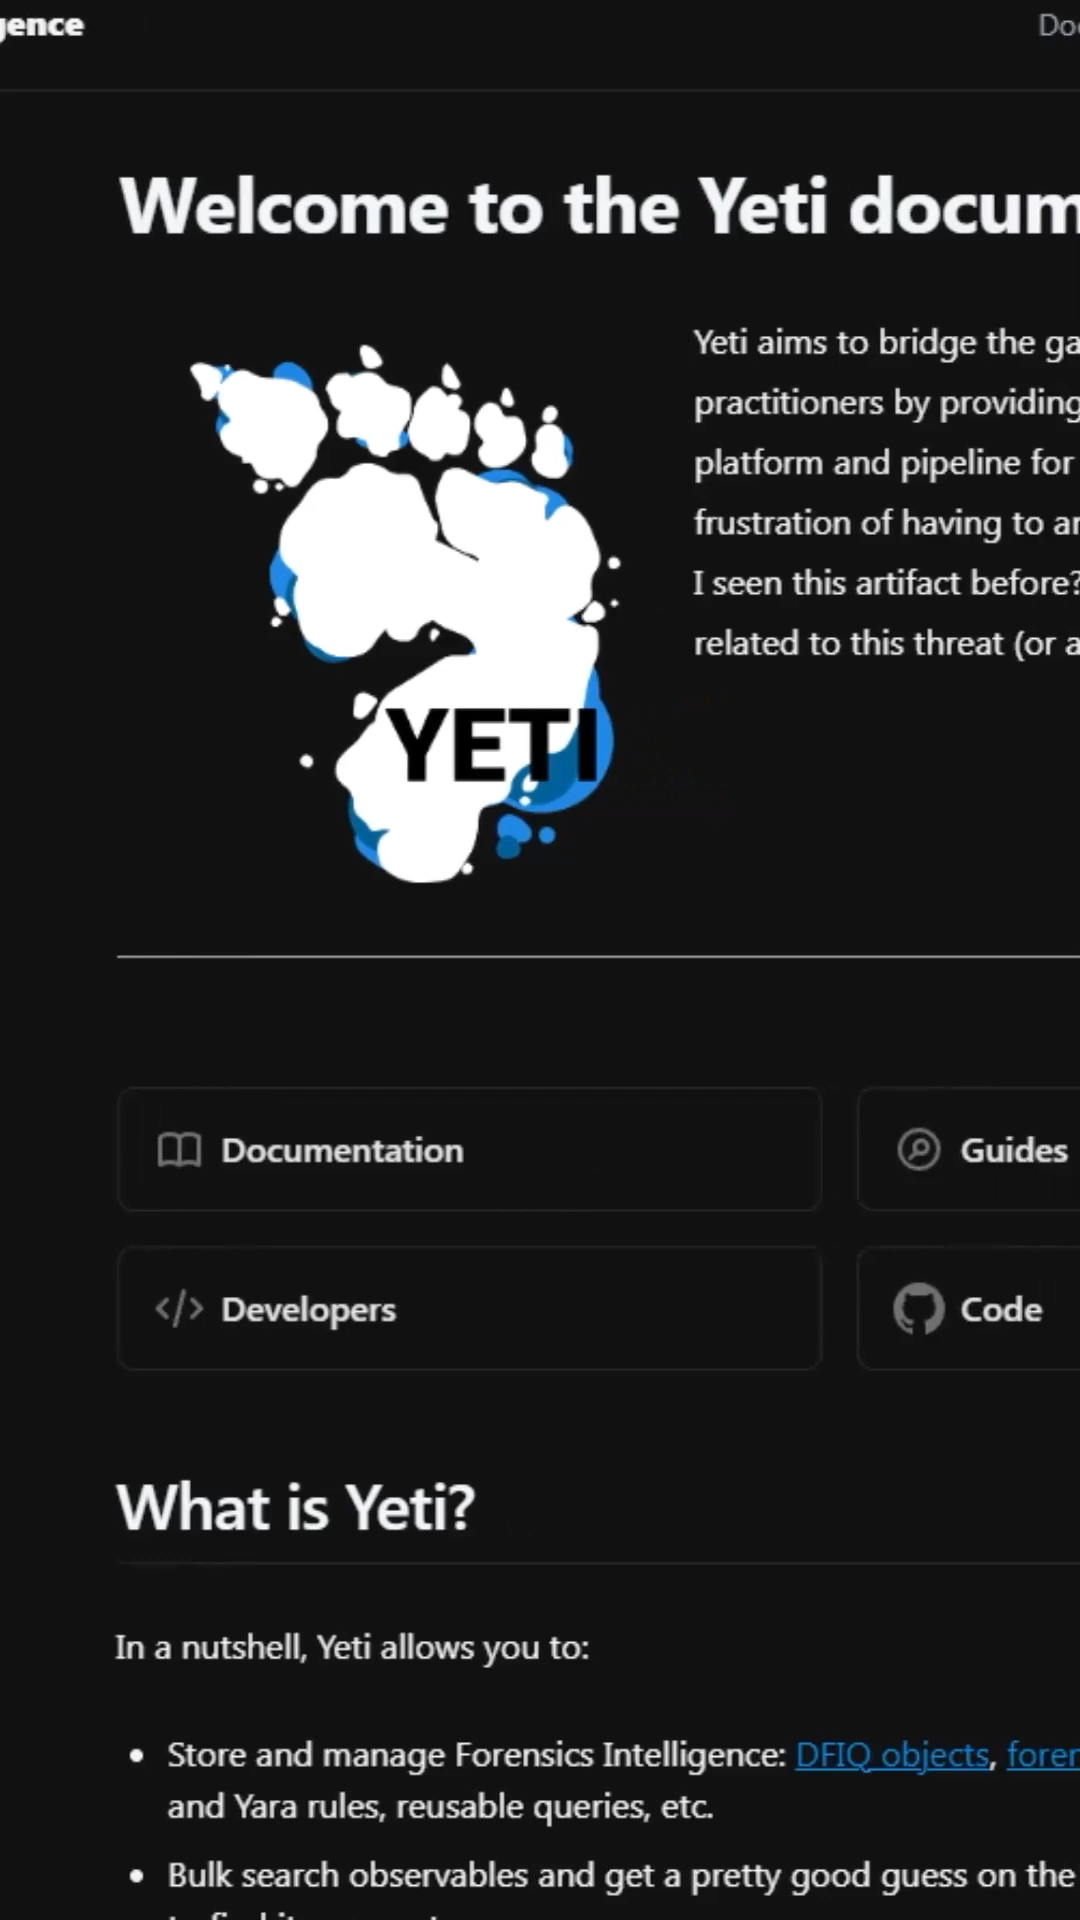 gence
Doc
Welcome to the Yeti docum
Yeti aims to bridge the ga
practitioners by providing
platform and pipeline for
frustration of having to ar
I seen this artifact before?
related to this threat (or a
YETI
Documentation
Guides
Developers
Code
What is Yeti?
In a nutshell, Yeti allows you to:
Store and manage Forensics Intelligence: DFIQ objects, foren
and Yara rules, reusable queries, etc.
Bulk search observables and get a pretty good guess on the